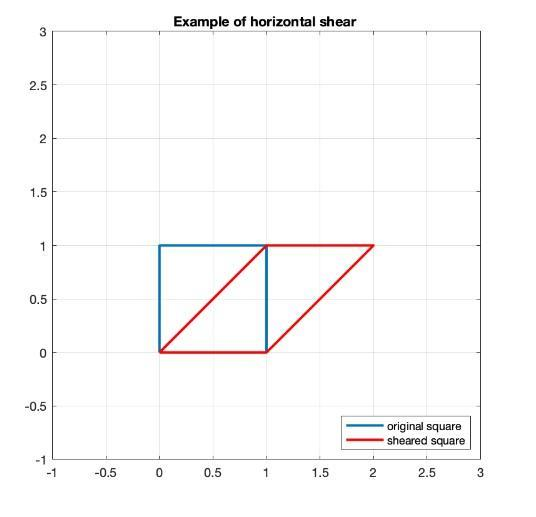 Example of horizontal shear
3
2.5
2
1.5
1
0.5
0
-0.5
-1
original square
sheared square
-1 -0.5 0 0.5 1 1.5 2 2.5 3